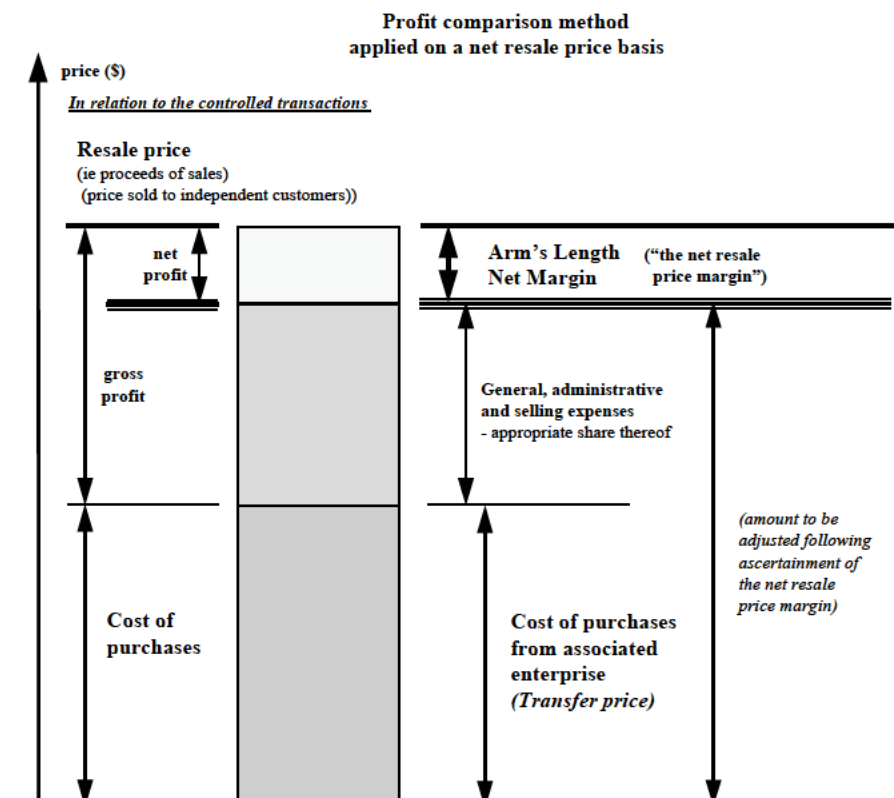 Profit comparison method
applied on a net resale price basis
price ($)
In relation to the controlled transactions
Resale price
(ie proceeds of sales)
(price sold to independent customers))
net
profit
Arm's Length
Net Margin
("the net resale
price margin")
gross
profit
General, administrative
and selling expenses
- appropriate share thereof
(amount to be
adjusted following
ascertainment of
the net resale
price margin)
Cost of
purchases
Cost of purchases
from associated
enterprise
(Transfer price)